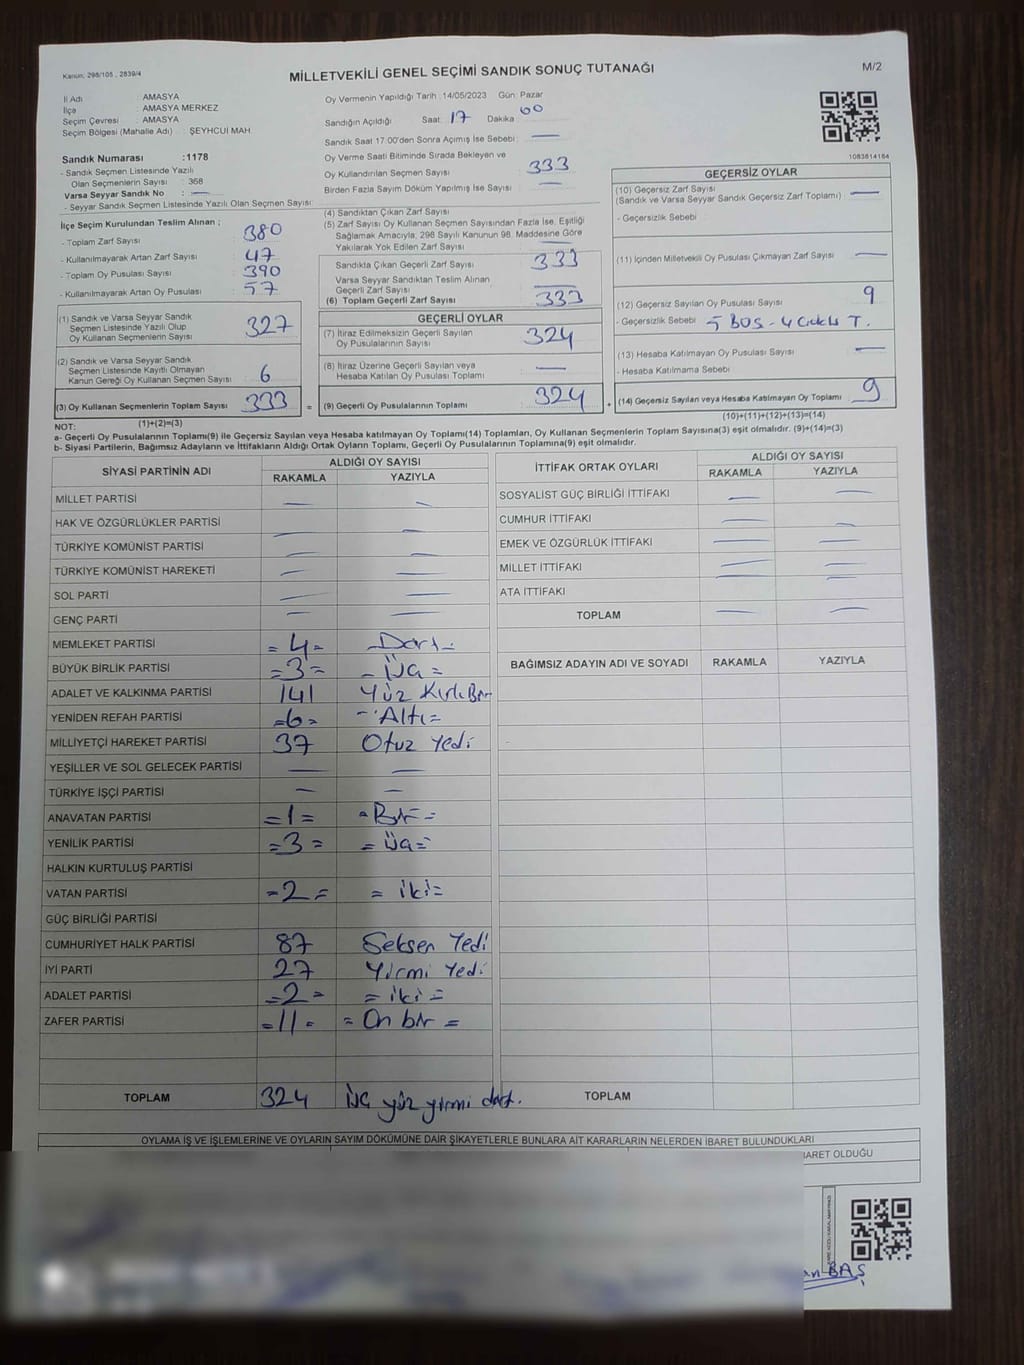 Kanun; 298/105 , 2839/4
MİLLETVEKİLİ GENEL SEÇİMİ SANDIK SONUÇ TUTANAĞI
M/2
İl Adı : AMASYA
İlçe : AMASYA MERKEZ
Seçim Çevresi : AMASYA
Seçim Bölgesi (Mahalle Adı) : ŞEYHCUİ MAH.
Sandık Numarası :1178
- Sandık Seçmen Listesinde Yazılı
Olan Seçmenlerin Sayısı : 368
Varsa Seyyar Sandık No : —
- Seyyar Sandık Seçmen Listesinde Yazılı Olan Seçmen Sayısı:
Oy Vermenin Yapıldığı Tarih :14/05/2023 Gün: Pazar
Sandığın Açıldığı Saat: 17 Dakika: 00
Sandık Saat 17:00'den Sonra Açılmış İse Sebebi: —
Oy Verme Saati Bitiminde Sırada Bekleyen ve
Oy Kullandırılan Seçmen Sayısı : 333
Birden Fazla Sayım Döküm Yapılmış İse Sayısı : —
1083614164
İlçe Seçim Kurulundan Teslim Alınan ;
- Toplam Zarf Sayısı : 380
- Kullanılmayarak Artan Zarf Sayısı : 47
- Toplam Oy Pusulası Sayısı : 390
- Kullanılmayarak Artan Oy Pusulası : 57
(1) Sandık ve Varsa Seyyar Sandık
Seçmen Listesinde Yazılı Olup
Oy Kullanan Seçmenlerin Sayısı : 327
(2) Sandık ve Varsa Seyyar Sandık
Seçmen Listesinde Kayıtlı Olmayan
Kanun Gereği Oy Kullanan Seçmen Sayısı : 6
(3) Oy Kullanan Seçmenlerin Toplam Sayısı : 333
(1)+(2)=(3)
(4) Sandıktan Çıkan Zarf Sayısı
(5) Zarf Sayısı Oy Kullanan Seçmen Sayısından Fazla İse, Eşitliği
Sağlamak Amacıyla, 298 Sayılı Kanunun 98. Maddesine Göre
Yakılarak Yok Edilen Zarf Sayısı : —
Sandıkta Çıkan Geçerli Zarf Sayısı : 333
Varsa Seyyar Sandıktan Teslim Alınan
Geçerli Zarf Sayısı : —
(6) Toplam Geçerli Zarf Sayısı : 333
GEÇERLİ OYLAR
(7) İtiraz Edilmeksizin Geçerli Sayılan
Oy Pusulalarının Sayısı : 324
(8) İtiraz Üzerine Geçerli Sayılan veya
Hesaba Katılan Oy Pusulası Toplamı : —
= (9) Geçerli Oy Pusulalarının Toplamı : 324
GEÇERSİZ OYLAR
(10) Geçersiz Zarf Sayısı : —
(Sandık ve Varsa Seyyar Sandık Geçersiz Zarf Toplamı)
- Geçersizlik Sebebi
(11) İçinden Milletvekili Oy Pusulası Çıkmayan Zarf Sayısı : —
(12) Geçersiz Sayılan Oy Pusulası Sayısı : 9
- Geçersizlik Sebebi : 5 BOS - 4 T.
(13) Hesaba Katılmayan Oy Pusulası Sayısı : —
- Hesaba Katılmama Sebebi
+ (14) Geçersiz Sayılan veya Hesaba Katılmayan Oy Toplamı : 9
(10)+(11)+(12)+(13)=(14)
NOT:
a- Geçerli Oy Pusulalarının Toplamı(9) ile Geçersiz Sayılan veya Hesaba katılmayan Oy Toplamı(14) Toplamları, Oy Kullanan Seçmenlerin Toplam Sayısına(3) eşit olmalıdır. (9)+(14)=(3)
b- Siyasi Partilerin, Bağımsız Adayların ve İttifakların Aldığı Ortak Oyların Toplamı, Geçerli Oy Pusulalarının Toplamına(9) eşit olmalıdır.
SİYASİ PARTİNİN ADI ALDIĞI OY SAYISI
RAKAMLA YAZIYLA
MİLLET PARTİSİ — —
HAK VE ÖZGÜRLÜKLER PARTİSİ — —
TÜRKİYE KOMÜNİST PARTİSİ — —
TÜRKİYE KOMÜNİST HAREKETİ — —
SOL PARTİ — —
GENÇ PARTİ — —
MEMLEKET PARTİSİ =4= Dört=
BÜYÜK BİRLİK PARTİSİ =3= - Üç =
ADALET VE KALKINMA PARTİSİ 141 Yüz Kırk Bir
YENİDEN REFAH PARTİSİ =6= - Altı=
MİLLİYETÇİ HAREKET PARTİSİ 37 Otuz Yedi
YEŞİLLER VE SOL GELECEK PARTİSİ — —
TÜRKİYE İŞÇİ PARTİSİ — —
ANAVATAN PARTİSİ =1= =Bir=
YENİLİK PARTİSİ =3= = Üç=
HALKIN KURTULUŞ PARTİSİ
VATAN PARTİSİ =2= = iki=
GÜÇ BİRLİĞİ PARTİSİ
CUMHURİYET HALK PARTİSİ 87 Seksen Yedi
İYİ PARTİ 27 Yirmi Yedi
ADALET PARTİSİ =2= = iki =
ZAFER PARTİSİ =11= = On bir =
TOPLAM 324 üç yüz yirmi dört.
İTTİFAK ORTAK OYLARI ALDIĞI OY SAYISI
RAKAMLA YAZIYLA
SOSYALİST GÜÇ BİRLİĞİ İTTİFAKI — —
CUMHUR İTTİFAKI — —
EMEK VE ÖZGÜRLÜK İTTİFAKI — —
MİLLET İTTİFAKI — —
ATA İTTİFAKI — —
TOPLAM — —
BAĞIMSIZ ADAYIN ADI VE SOYADI RAKAMLA YAZIYLA
TOPLAM
OYLAMA İŞ VE İŞLEMLERİNE VE OYLARIN SAYIM DÖKÜMÜNE DAİR ŞİKAYETLERLE BUNLARA AİT KARARLARIN NELERDEN İBARET BULUNDUKLARI
BARET OLDUĞU
an BAŞ